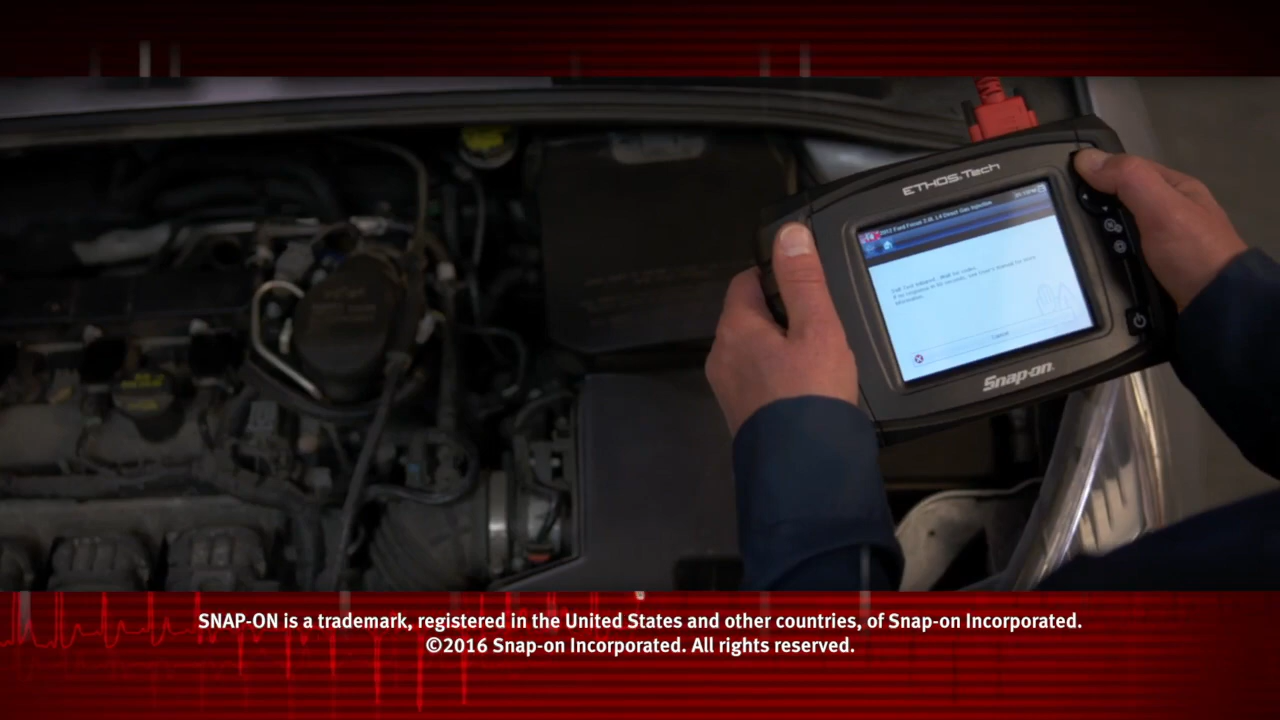 ETHOS.Tech
2012 Ford Focus 2.0L L4 Direct Gas Injection
Snap-on
SNAP-ON is a trademark, registered in the United States and other countries, of Snap-on Incorporated.
©2016 Snap-on Incorporated. All rights reserved.